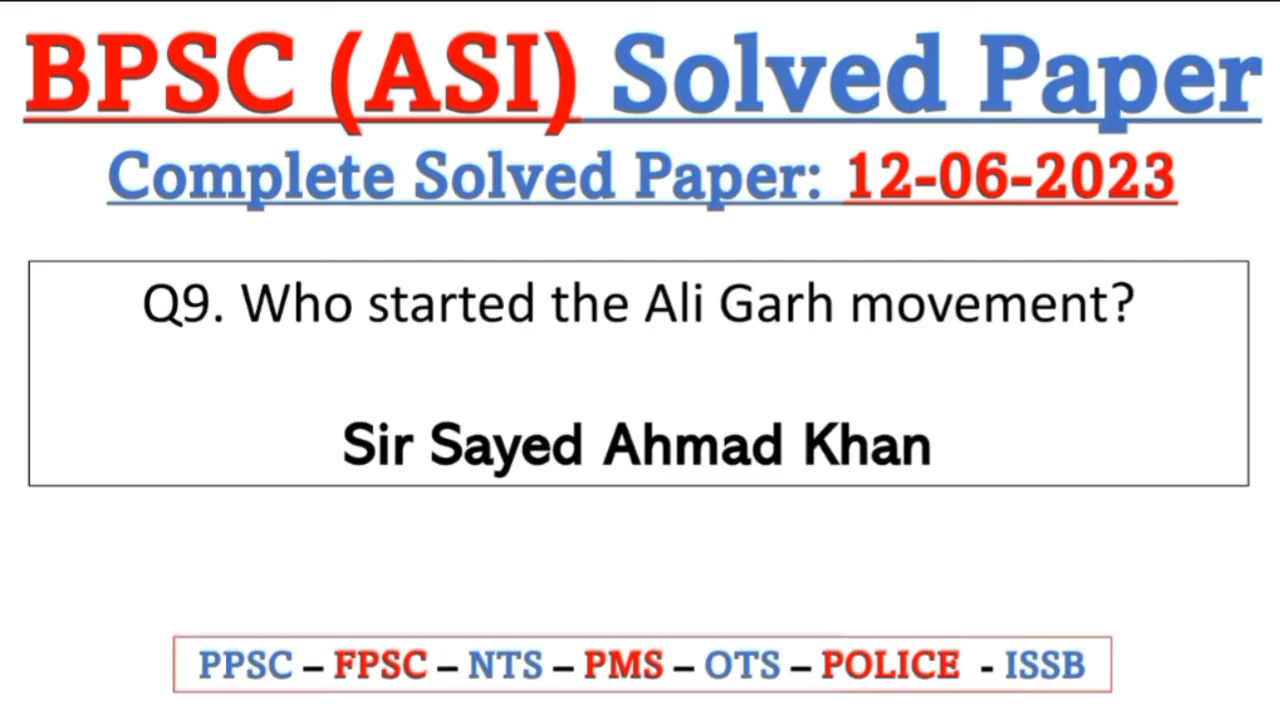 BPSC (ASI) Solved Paper
Complete Solved Paper: 12-06-2023
Q9. Who started the Ali Garh movement?
Sir Sayed Ahmad Khan
PPSC – FPSC – NTS – PMS – OTS – POLICE - ISSB